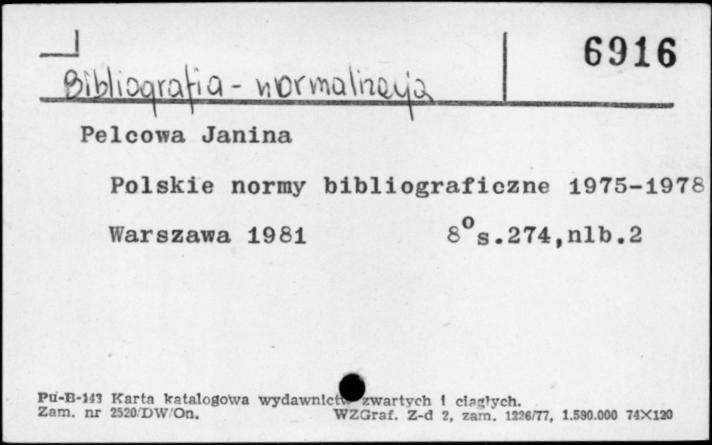 6916
Bibliografia - normalizacja
Pelcowa Janina
Polskie normy bibliograficzne 1975-1978
Warszawa 1981 8º s.274,nlb.2
Pu-B-143 Karta katalogowa wydawnictw zwartych i ciągłych.
Zam. nr 2520/DW/On. WZGraf. Z-d 2, zam. 1226/77, 1.590.000 74X120